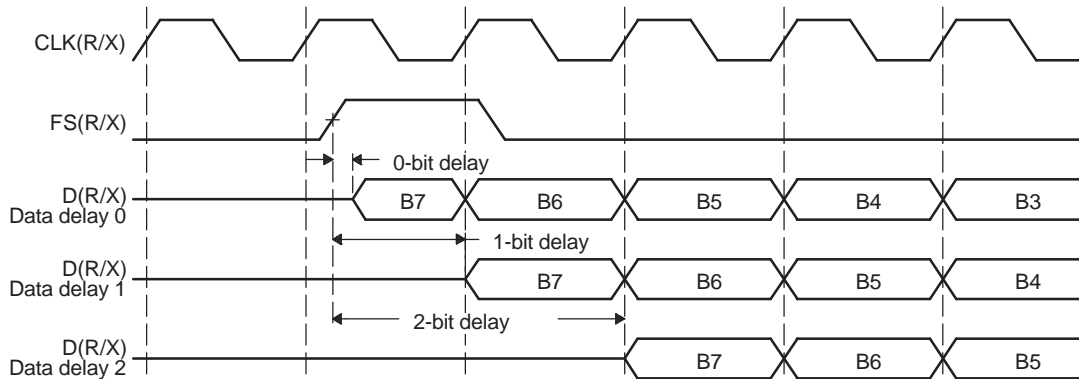 CLK(R/X)
FS(R/X)
0-bit delay
D(R/X)
Data delay 0
B7 B6 B5 B4 B3
1-bit delay
D(R/X)
Data delay 1
B7 B6 B5 B4
2-bit delay
D(R/X)
Data delay 2
B7 B6 B5